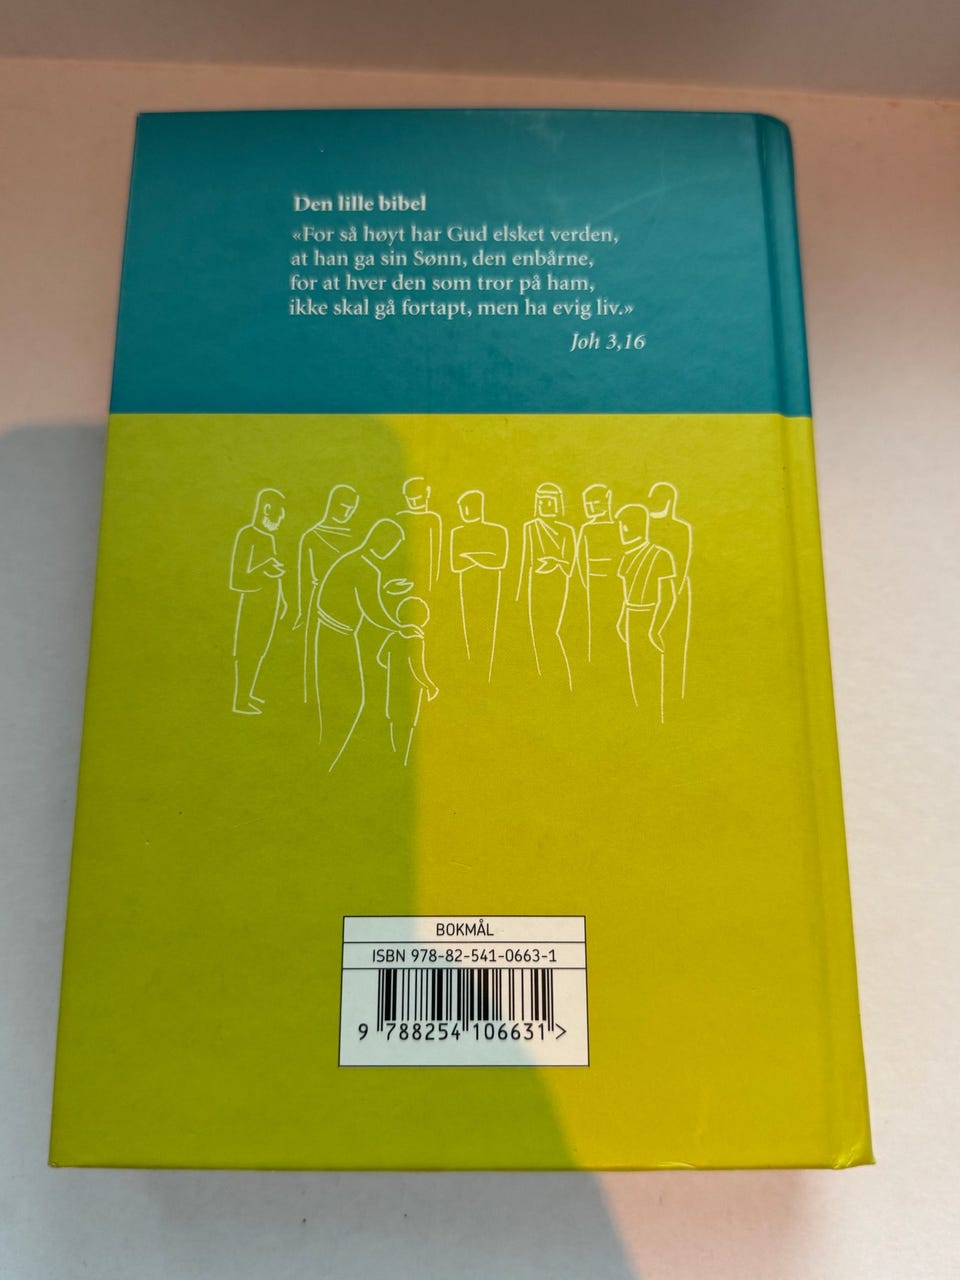 Den lille bibel
«For så høyt har Gud elsket verden,
at han ga sin Sønn, den enbårne,
for at hver den som tror på ham,
ikke skal gå fortapt, men ha evig liv.»
Joh 3,16
BOKMÅL
ISBN 978-82-541-0663-1
9 788254 106631 >